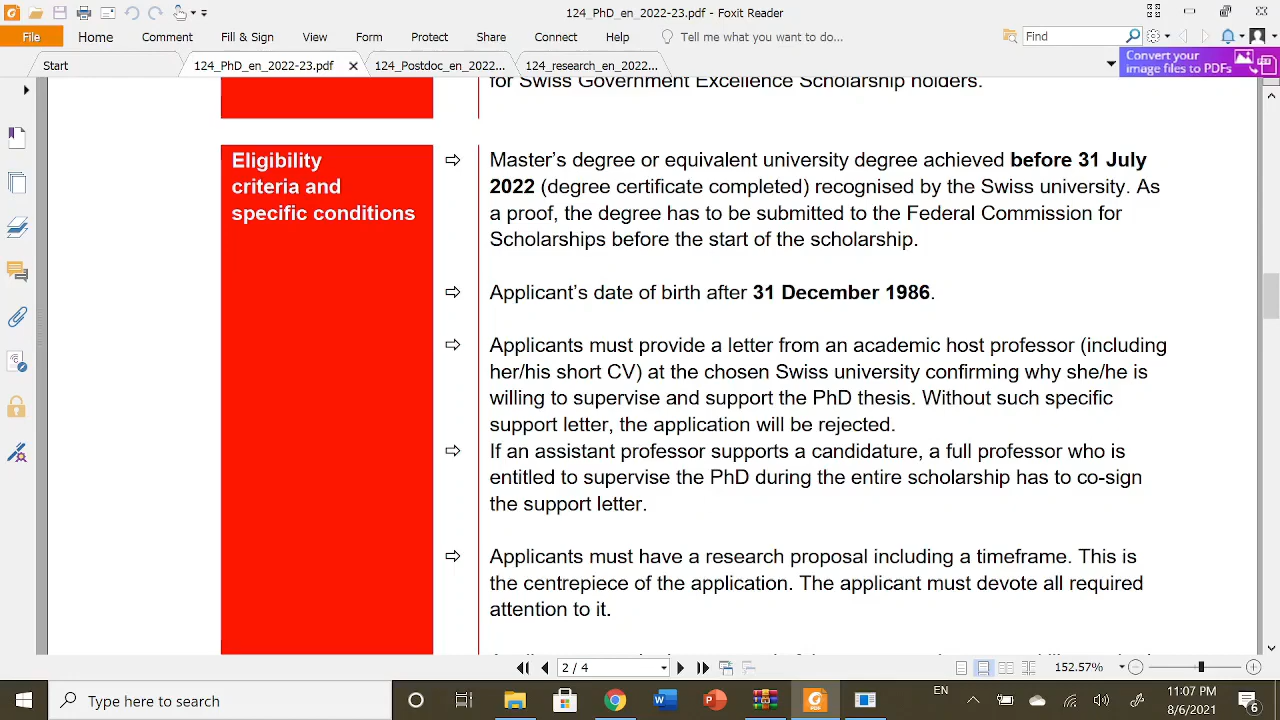 124_PhD_en_2022-23.pdf - Foxit Reader
File Home Comment Fill & Sign View Form Protect Share Connect Help Tell me what you want to do... Find
Start 124_PhD_en_2022-23.pdf 124_Postdoc_en_2022... 124_research_en_2022...
Convert your
image files to PDFs
for Swiss Government Excellence Scholarship holders.
Eligibility
criteria and
specific conditions
⇨ Master's degree or equivalent university degree achieved before 31 July
2022 (degree certificate completed) recognised by the Swiss university. As
a proof, the degree has to be submitted to the Federal Commission for
Scholarships before the start of the scholarship.
⇨ Applicant's date of birth after 31 December 1986.
⇨ Applicants must provide a letter from an academic host professor (including
her/his short CV) at the chosen Swiss university confirming why she/he is
willing to supervise and support the PhD thesis. Without such specific
support letter, the application will be rejected.
⇨ If an assistant professor supports a candidature, a full professor who is
entitled to supervise the PhD during the entire scholarship has to co-sign
the support letter.
⇨ Applicants must have a research proposal including a timeframe. This is
the centrepiece of the application. The applicant must devote all required
attention to it.
2 / 4
152.57%
Type here to search
EN
11:07 PM
8/6/2021
6